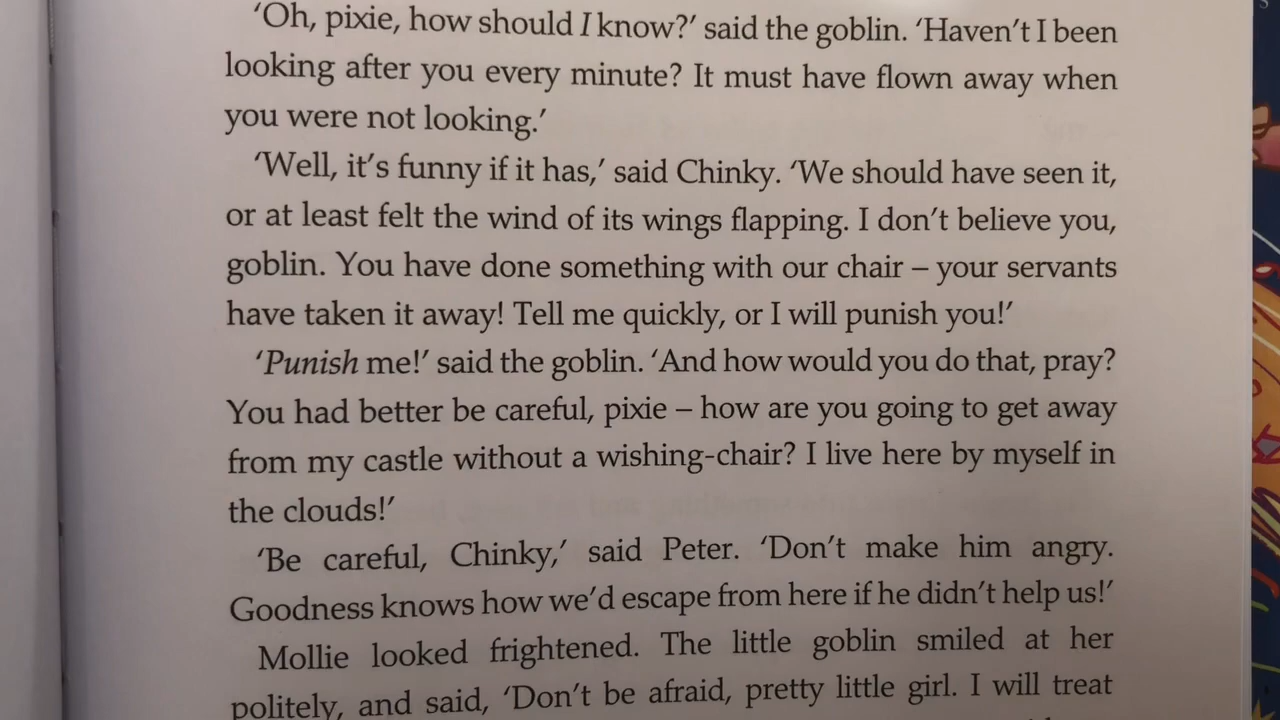 ‘Oh, pixie, how should I know?’ said the goblin. ‘Haven’t I been
looking after you every minute? It must have flown away when
you were not looking.’
‘Well, it’s funny if it has,’ said Chinky. ‘We should have seen it,
or at least felt the wind of its wings flapping. I don’t believe you,
goblin. You have done something with our chair – your servants
have taken it away! Tell me quickly, or I will punish you!’
‘Punish me!’ said the goblin. ‘And how would you do that, pray?
You had better be careful, pixie – how are you going to get away
from my castle without a wishing-chair? I live here by myself in
the clouds!’
‘Be careful, Chinky,’ said Peter. ‘Don’t make him angry.
Goodness knows how we’d escape from here if he didn’t help us!’
Mollie looked frightened. The little goblin smiled at her
politely, and said, ‘Don’t be afraid, pretty little girl. I will treat